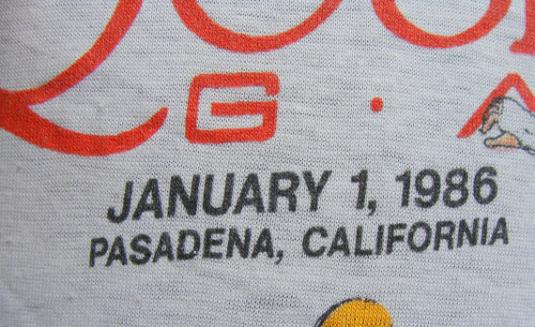 G · A
JANUARY 1, 1986
PASADENA, CALIFORNIA